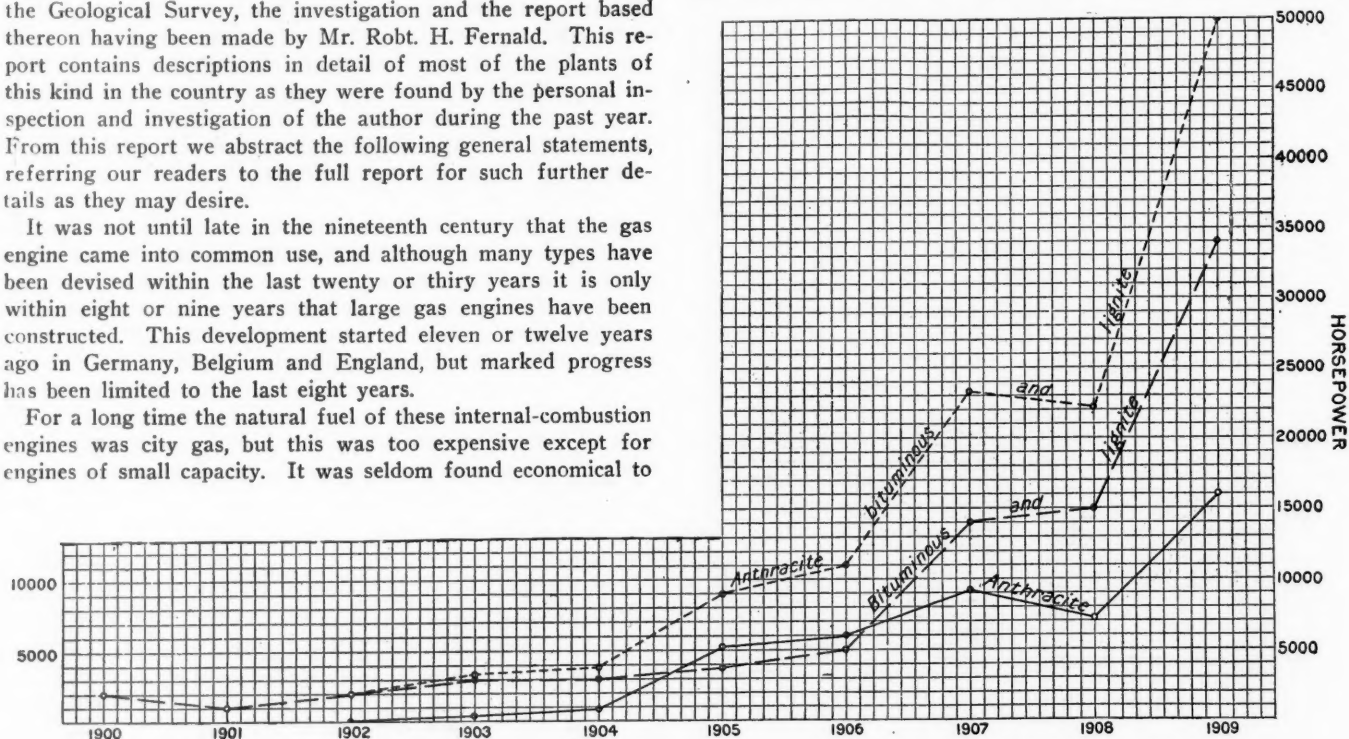 the Geological Survey, the investigation and the report based
thereon having been made by Mr. Robt. H. Fernald. This re-
port contains descriptions in detail of most of the plants of
this kind in the country as they were found by the personal in-
spection and investigation of the author during the past year.
From this report we abstract the following general statements,
referring our readers to the full report for such further de-
tails as they may desire.
It was not until late in the nineteenth century that the gas
engine came into common use, and although many types have
been devised within the last twenty or thiry years it is only
within eight or nine years that large gas engines have been
constructed. This development started eleven or twelve years
ago in Germany, Belgium and England, but marked progress
has been limited to the last eight years.
For a long time the natural fuel of these internal-combustion
engines was city gas, but this was too expensive except for
engines of small capacity. It was seldom found economical to
50000
45000
40000
35000
30000
25000
20000
15000
10000
5000
HORSEPOWER
10000
5000
Anthracite bituminous and lignite
Bituminous and lignite
Anthracite
1900 1901 1902 1903 1904 1905 1906 1907 1908 1909